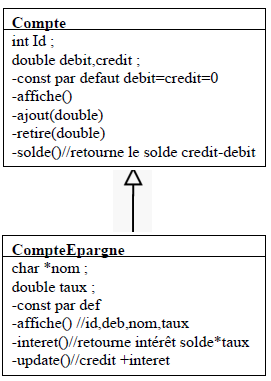 Compte
int Id ;
double debit,credit ;
-const par defaut debit=credit=0
-affiche()
-ajout(double)
-retire(double)
-solde()//retourne le solde credit-debit
CompteEpargne
char *nom ;
double taux ;
-const par def
-affiche() //id,deb,nom,taux
-interet()//retourne intérêt solde*taux
-update()//credit +interet